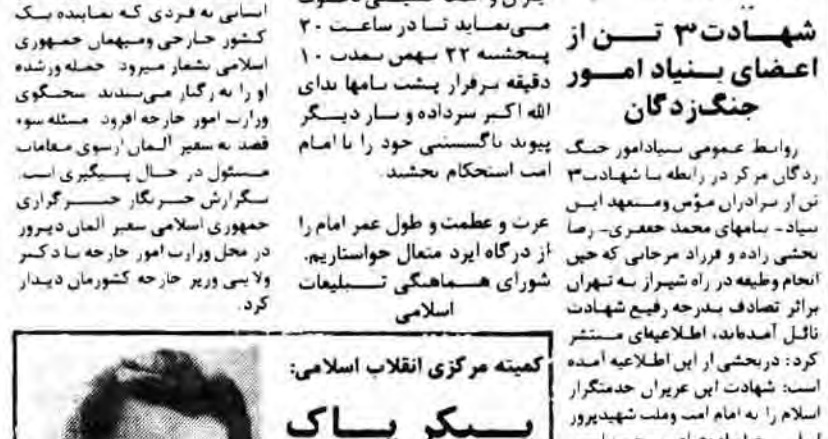 شهادت ۳ تن از
اعضای بنیاد امور
جنگ‌زدگان
روابط عمومی بنیاد امور جنگ
زدگان مرکز در رابطه با شهادت ۳
تن از برادران مؤمن و متعهد این
بنیاد - بنامهای محمد جعفری - رضا
بخشی زاده و فرزاد مرجانی که حین
انجام وظیفه در راه شیراز به تهران
براثر تصادف بدرجه رفیع شهادت
نائل آمده‌اند، اطلاعیه‌ای منتشر
کرد: دربخشی از این اطلاعیه آمده
است: شهادت این عزیزان خدمتگزار
اسلام را به امام امت و ملت شهیدپرور
می‌نماید تا در ساعت ۲۰
پنجشنبه ۲۲ بهمن بمدت ۱۰
دقیقه برفراز پشت بامها ندای
الله اکبر سرداده و بار دیگر
پیوند ناگسستنی خود را با امام
امت استحکام بخشند.
عزت و عظمت و طول عمر امام را
از درگاه ایزد متعال خواستاریم.
شورای هماهنگی تبلیغات
اسلامی
انسانی به فردی که نماینده یک
کشور خارجی و میهمان جمهوری
اسلامی بشمار میرود حمله‌ور شده
او را به رگبار می‌بندند سخنگوی
وزارت امور خارجه افزود مسئله سوء
قصد به سفیر آلمان از سوی مقامات
مسئول در حال پیگیری است.
بگزارش خبرنگار خبرگزاری
جمهوری اسلامی سفیر آلمان دیروز
در محل وزارت امور خارجه با دکتر
ولایتی وزیر خارجه کشورمان دیدار
کرد.
کمیته مرکزی انقلاب اسلامی:
پیکر پاک